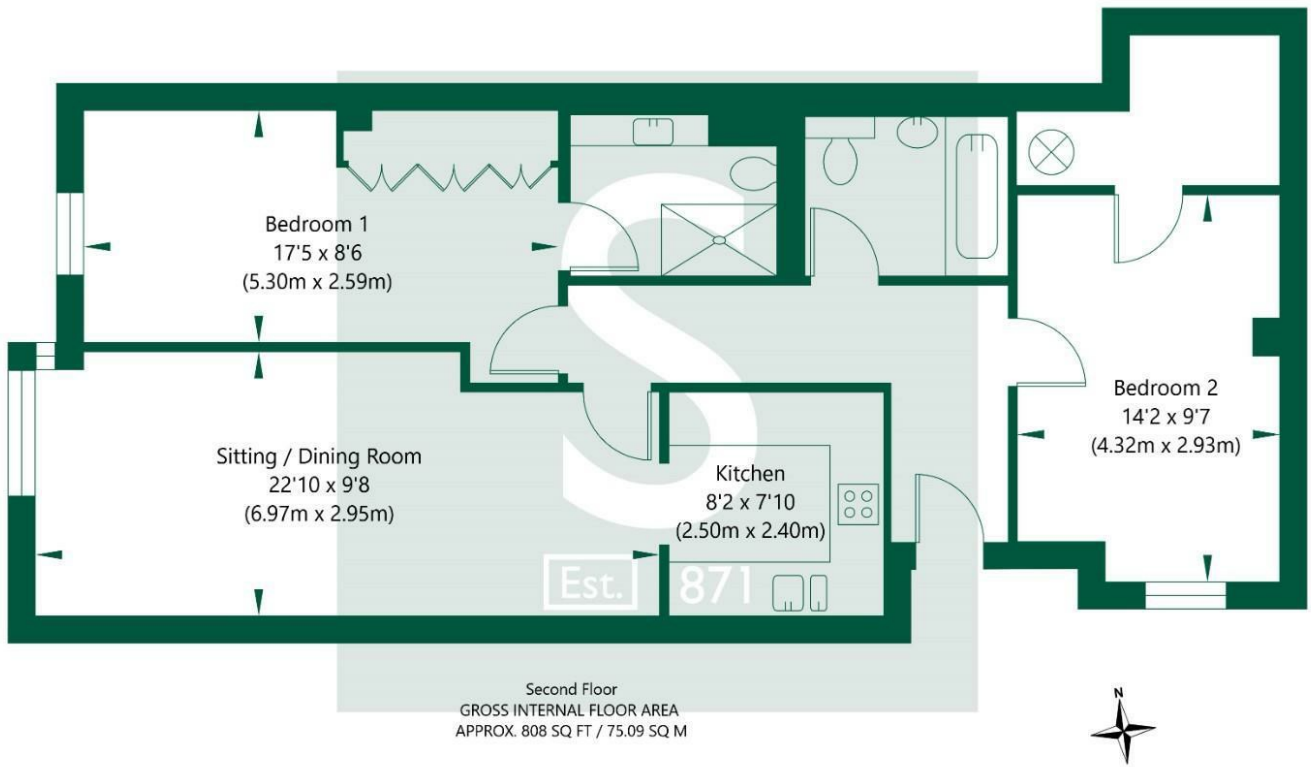 Bedroom 1
17'5 x 8'6
(5.30m x 2.59m)
Sitting / Dining Room
22'10 x 9'8
(6.97m x 2.95m)
Kitchen
8'2 x 7'10
(2.50m x 2.40m)
Bedroom 2
14'2 x 9'7
(4.32m x 2.93m)
S
Est. 871
Second Floor
GROSS INTERNAL FLOOR AREA
APPROX. 808 SQ FT / 75.09 SQ M
N